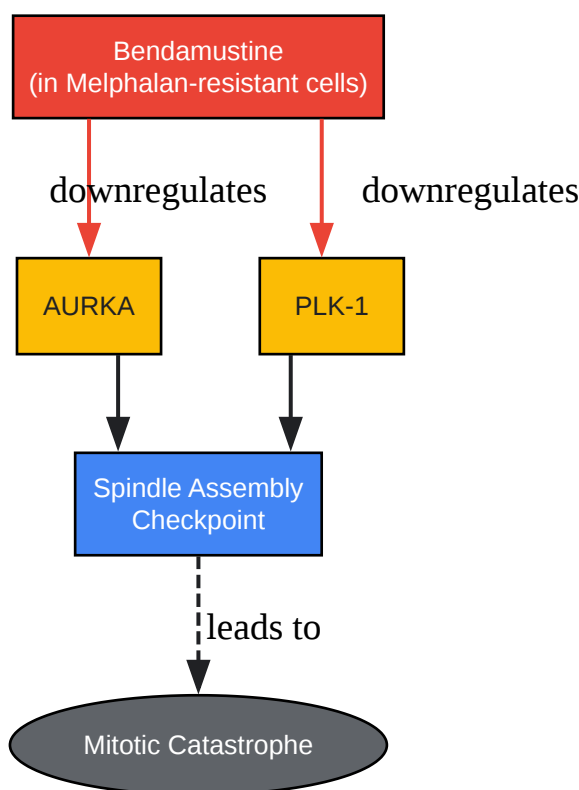 Bendamustine
(in Melphalan-resistant cells)
downregulates
downregulates
AURKA
PLK-1
Spindle Assembly
Checkpoint
leads to
Mitotic Catastrophe